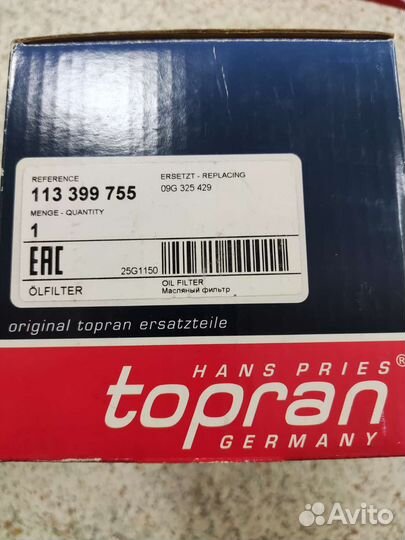 REFERENCE
113 399 755
ERSETZT - REPLACING
09G 325 429
MENGE - QUANTITY
1
EAC
25G1150
ÖLFILTER
OIL FILTER
Масляный фильтр
original topran ersatzteile
HANS PRIES®
topran
GERMANY
Avito